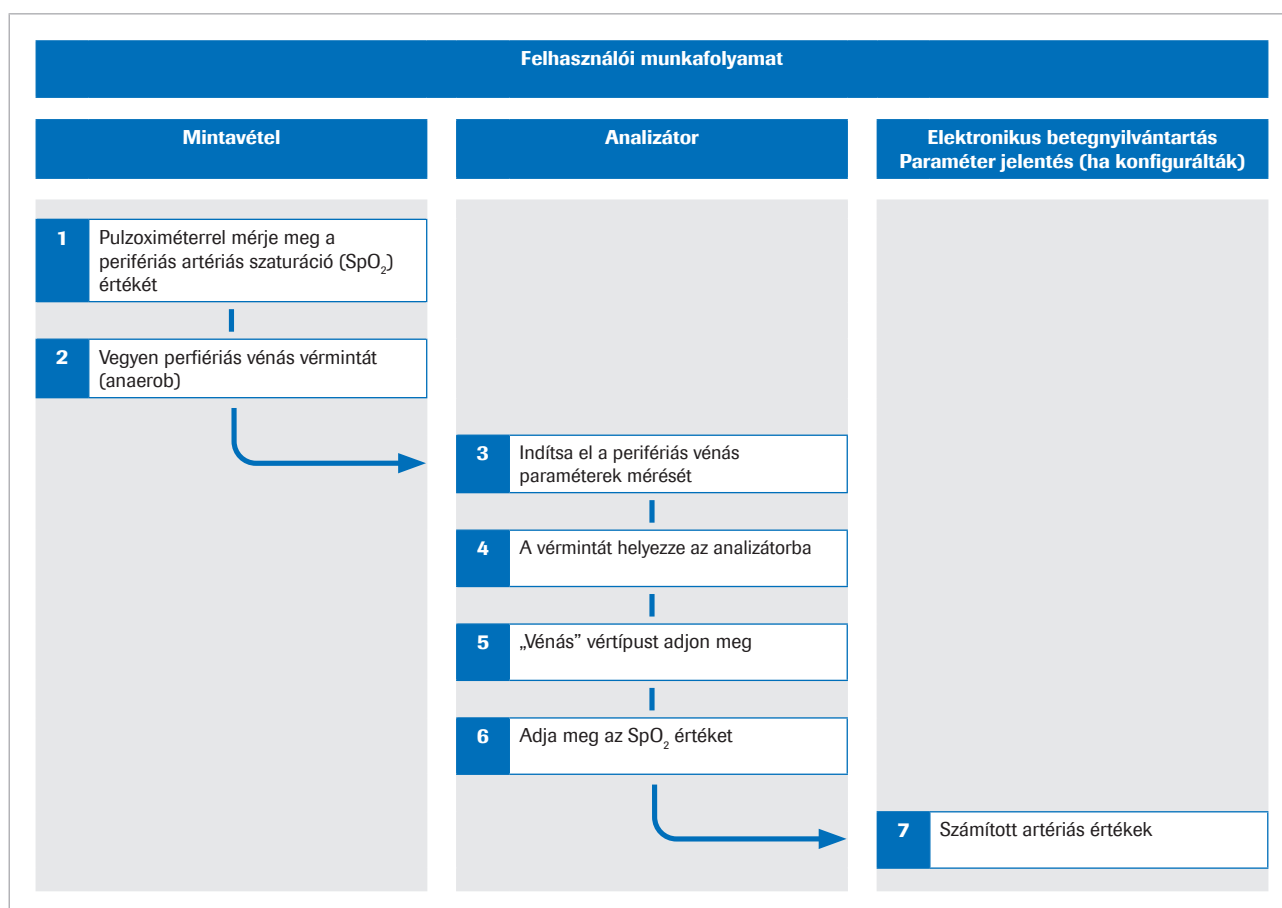 Felhasználói munkafolyamat
Mintavétel
Analizátor
Elektronikus betegnyilvántartás
Paraméter jelentés (ha konfigurálták)
1 Pulzoximéterrel mérje meg a
perifériás artériás szaturáció (SpO₂)
értékét
2 Vegyen perfiériás vénás vérmintát
(anaerob)
3 Indítsa el a perifériás vénás
paraméterek mérését
4 A vérmintát helyezze az analizátorba
5 „Vénás” vértípust adjon meg
6 Adja meg az SpO₂ értéket
7 Számított artériás értékek